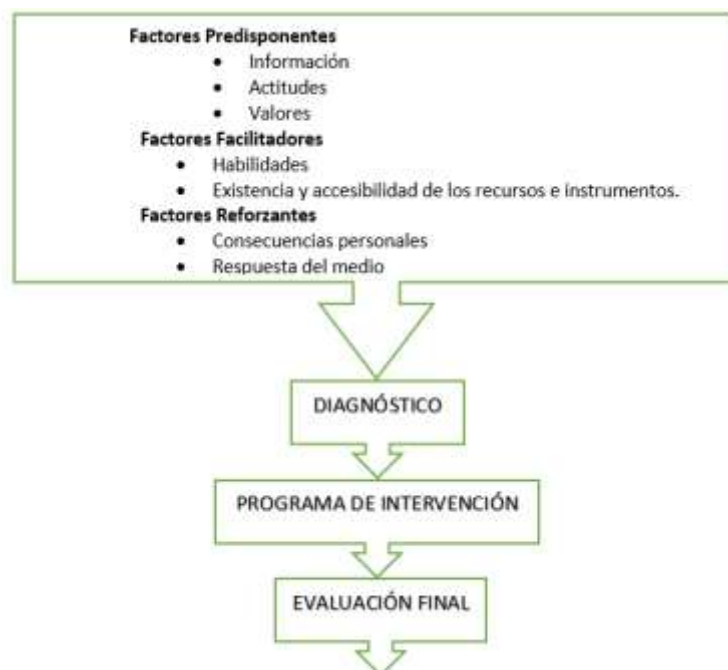 Factores Predisponentes
• Información
• Actitudes
• Valores
Factores Facilitadores
• Habilidades
• Existencia y accesibilidad de los recursos e instrumentos.
Factores Reforzantes
• Consecuencias personales
• Respuesta del medio
DIAGNÓSTICO
PROGRAMA DE INTERVENCIÓN
EVALUACIÓN FINAL